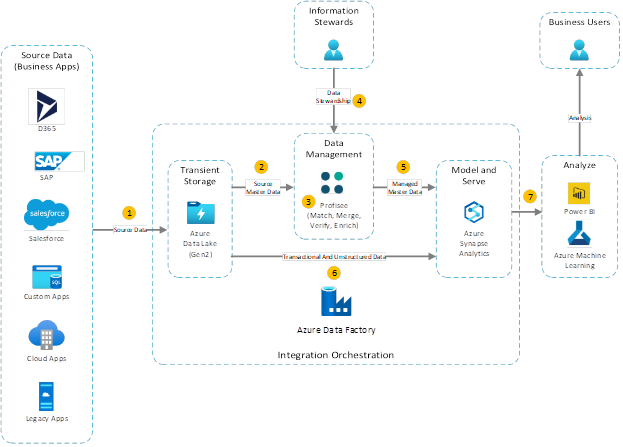 Information
Stewards
Business Users
Source Data
(Business Apps)
D365
SAP
SAP
salesforce
Salesforce
SQL
Custom Apps
Cloud Apps
Legacy Apps
1
Source Data
Data
Stewardship
4
Transient
Storage
Azure
Data Lake
(Gen2)
2
Source
Master Data
Data
Management
3
Profisee
(Match, Merge,
Verify, Enrich)
5
Managed
Master Data
Model and
Serve
Azure
Synapse
Analytics
Transactional And Unstructured Data
6
Azure Data Factory
Integration Orchestration
7
Analysis
Analyze
Power BI
Azure Machine
Learning